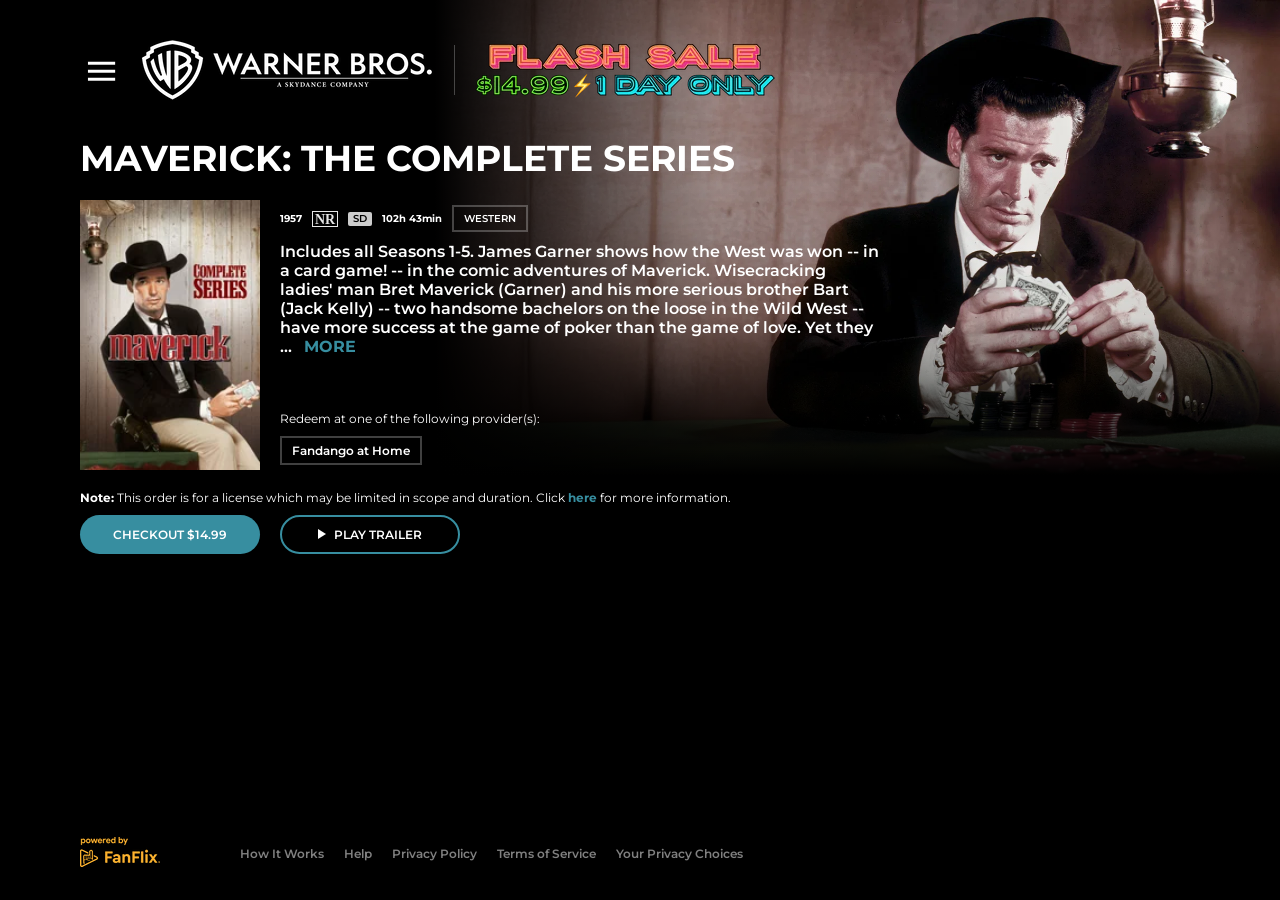 WB WARNER BROS.
A SKYDANCE COMPANY
FLASH SALE
$14.99⚡1 DAY ONLY
MAVERICK: THE COMPLETE SERIES
COMPLETE
SERIES
maverick
1957 NR SD 102h 43min WESTERN
Includes all Seasons 1-5. James Garner shows how the West was won -- in
a card game! -- in the comic adventures of Maverick. Wisecracking
ladies' man Bret Maverick (Garner) and his more serious brother Bart
(Jack Kelly) -- two handsome bachelors on the loose in the Wild West --
have more success at the game of poker than the game of love. Yet they
... MORE
Redeem at one of the following provider(s):
Fandango at Home
Note: This order is for a license which may be limited in scope and duration. Click here for more information.
CHECKOUT $14.99 PLAY TRAILER
powered by
FanFlix.
How It Works Help Privacy Policy Terms of Service Your Privacy Choices